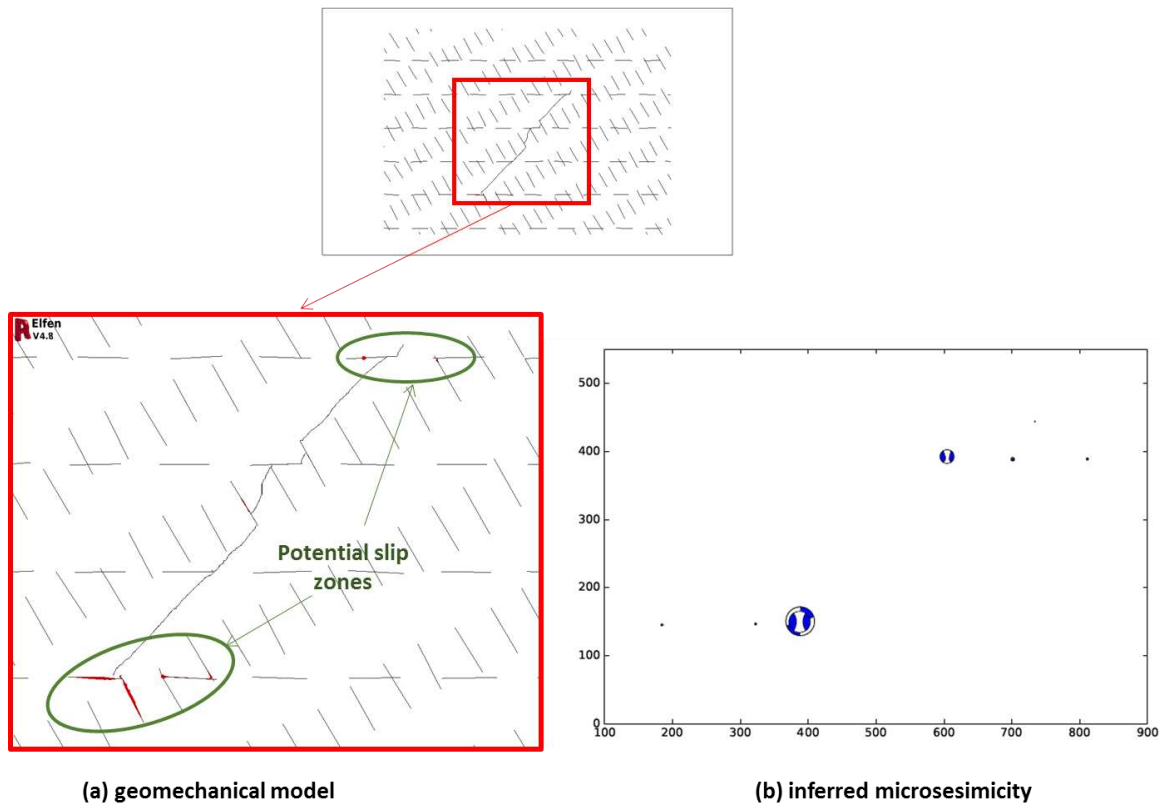 Elfen
V4.8
Potential slip
zones
500
400
300
200
100
0
100 200 300 400 500 600 700 800 900
(a) geomechanical model
(b) inferred microsesimicity